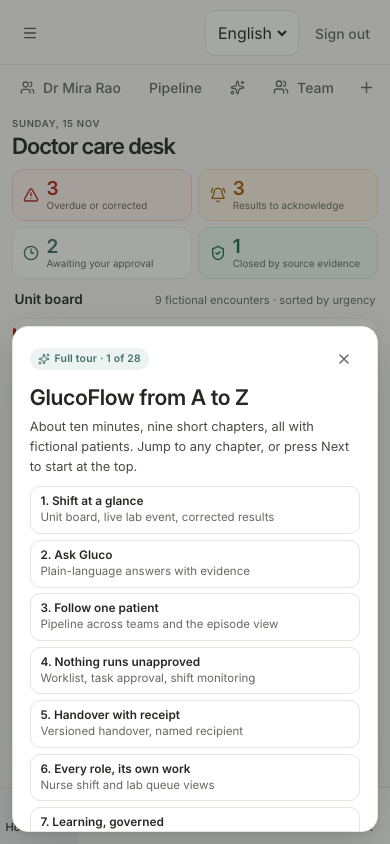 English
Sign out
Dr Mira Rao
Pipeline
Team
SUNDAY, 15 NOV
Doctor care desk
3
Overdue or corrected
3
Results to acknowledge
2
Awaiting your approval
1
Closed by source evidence
Unit board
9 fictional encounters · sorted by urgency
Full tour · 1 of 28
GlucoFlow from A to Z
About ten minutes, nine short chapters, all with
fictional patients. Jump to any chapter, or press Next
to start at the top.
1. Shift at a glance
Unit board, live lab event, corrected results
2. Ask Gluco
Plain-language answers with evidence
3. Follow one patient
Pipeline across teams and the episode view
4. Nothing runs unapproved
Worklist, task approval, shift monitoring
5. Handover with receipt
Versioned handover, named recipient
6. Every role, its own work
Nurse shift and lab queue views
7. Learning, governed